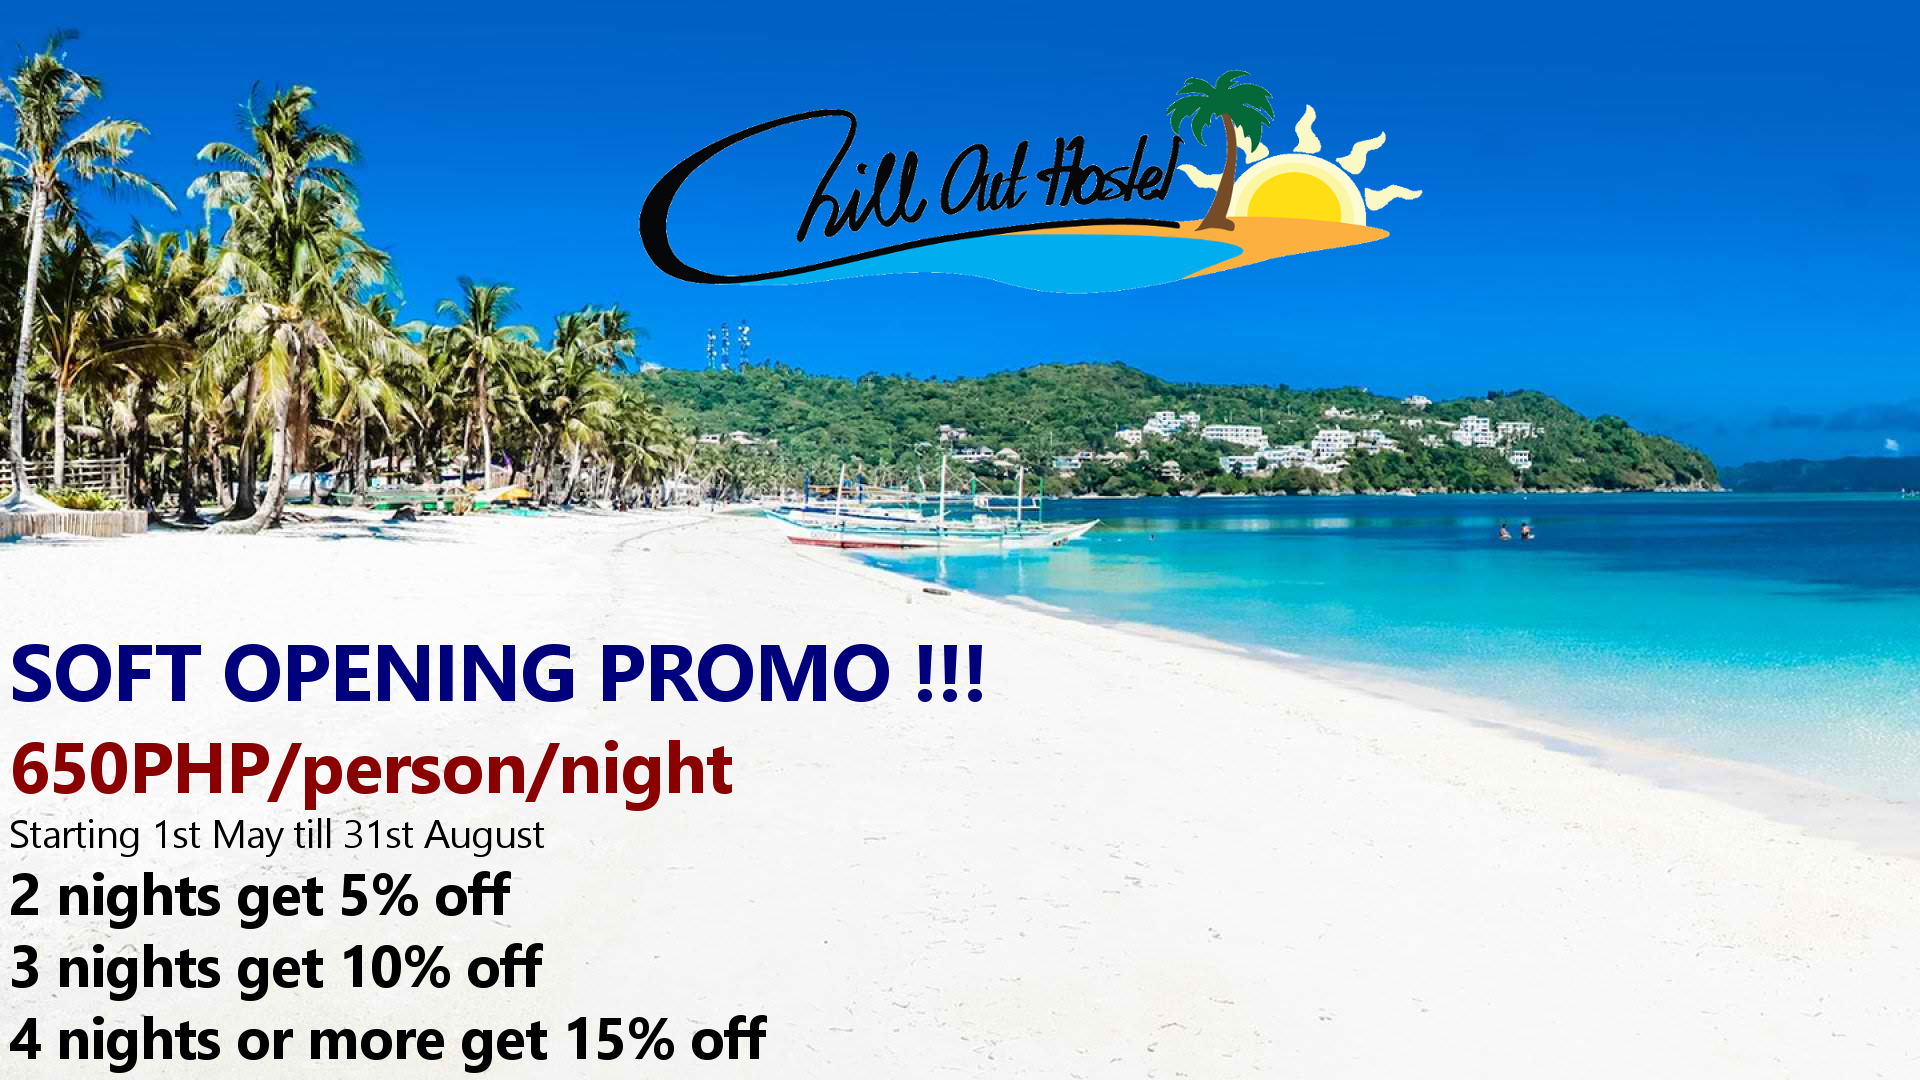 Chill Out Hostel
SOFT OPENING PROMO !!!
650PHP/person/night
Starting 1st May till 31st August
2 nights get 5% off
3 nights get 10% off
4 nights or more get 15% off